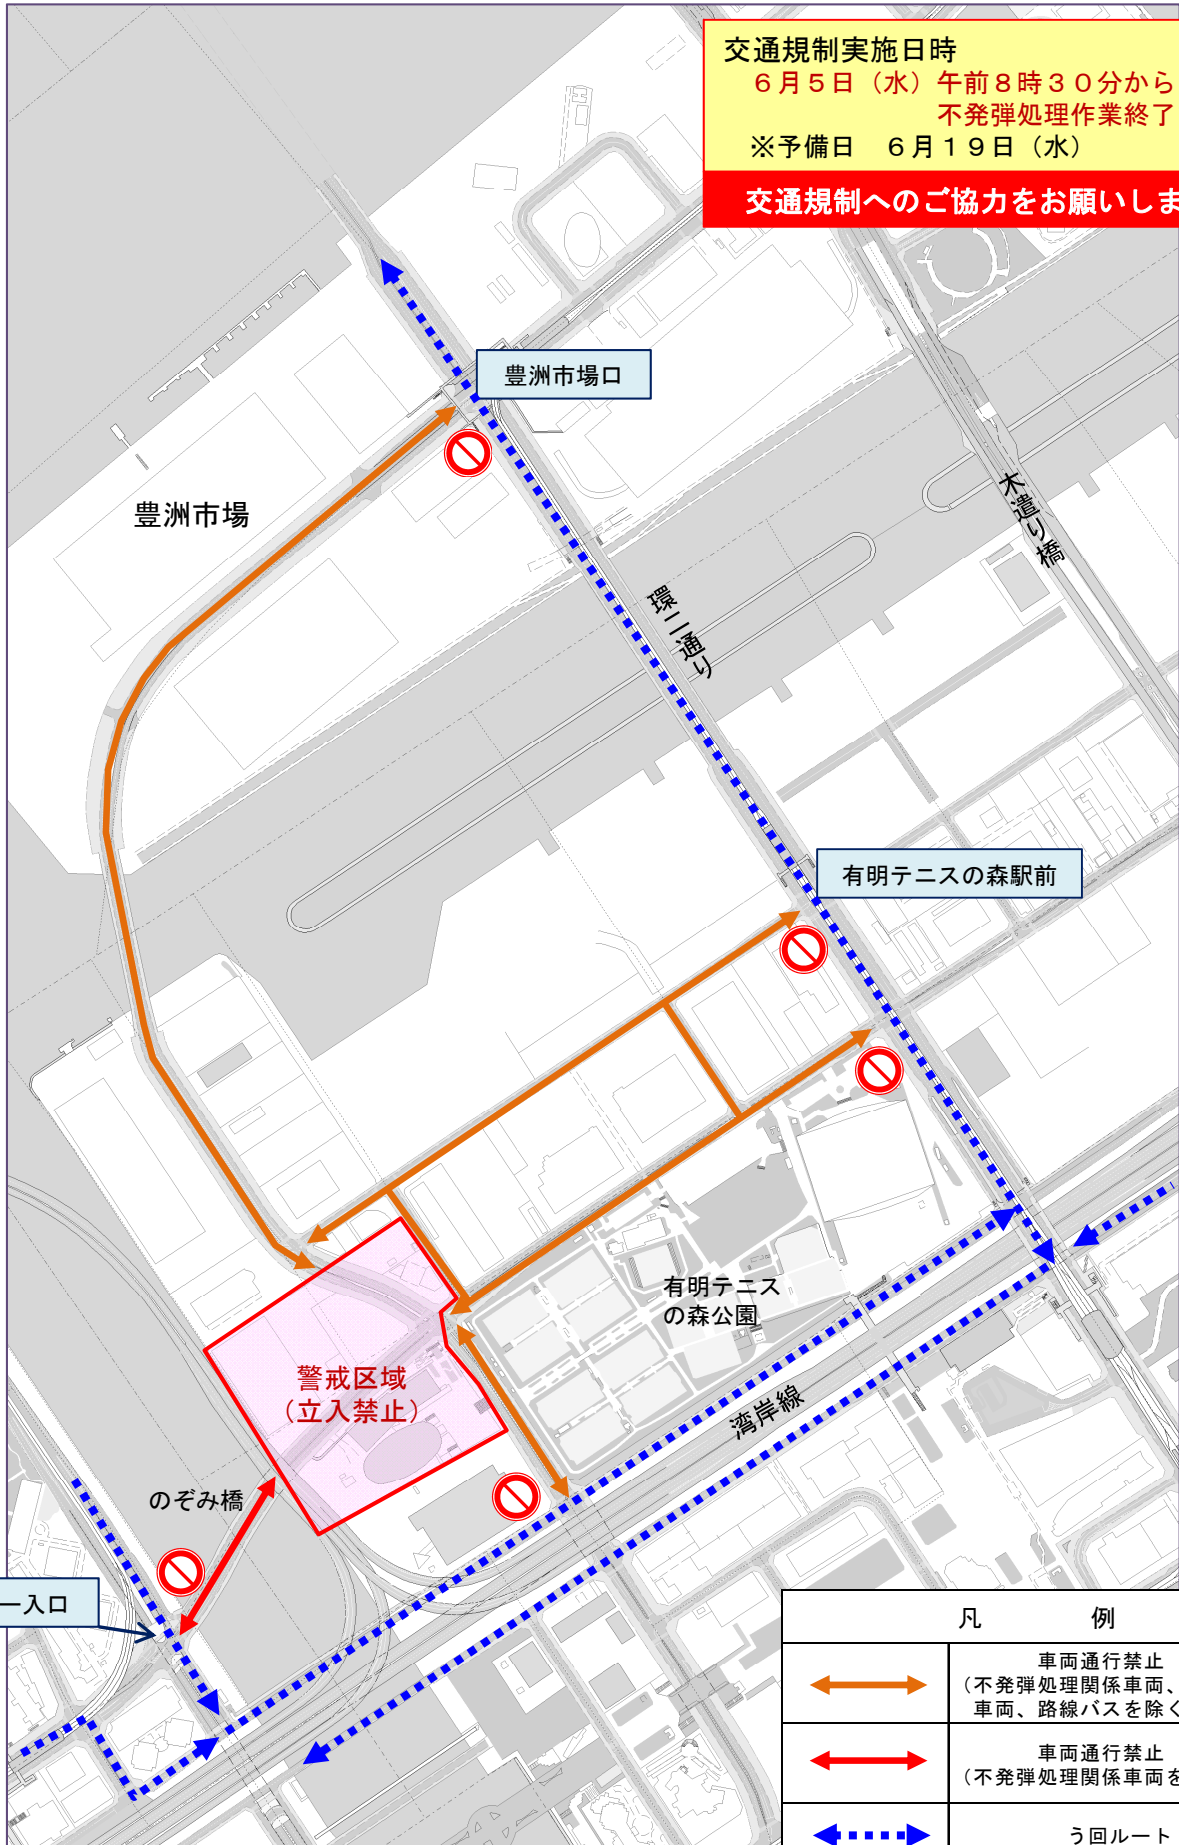 交通規制実施日時
６月５日（水）午前８時３０分から
不発弾処理作業終了
※予備日　６月１９日（水）
交通規制へのご協力をお願いしま
豊洲市場口
豊洲市場
木遣り橋
環二通り
有明テニスの森駅前
有明テニス
の森公園
警戒区域
（立入禁止）
湾岸線
のぞみ橋
ー入口
凡　例
車両通行禁止
（不発弾処理関係車両、
車両、路線バスを除く
車両通行禁止
（不発弾処理関係車両を
う回ルート